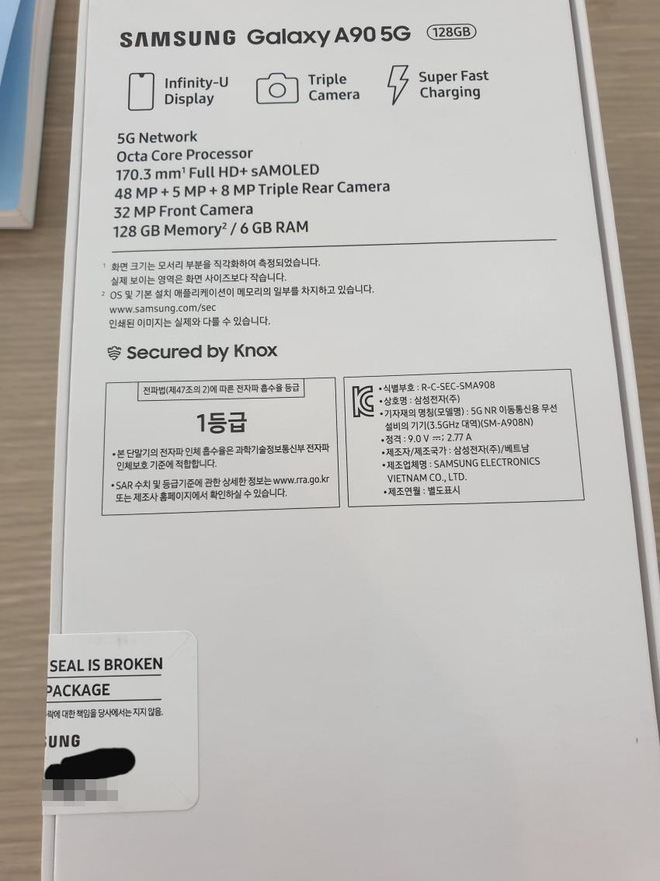 SAMSUNG Galaxy A90 5G 128GB
Infinity-U
Display
Triple
Camera
Super Fast
Charging
5G Network
Octa Core Processor
170.3 mm¹ Full HD+ sAMOLED
48 MP + 5 MP + 8 MP Triple Rear Camera
32 MP Front Camera
128 GB Memory² / 6 GB RAM
¹ 화면 크기는 모서리 부분을 직각화하여 측정되었습니다.
실제 보이는 영역은 화면 사이즈보다 작습니다.
² OS 및 기본 설치 애플리케이션이 메모리의 일부를 차지하고 있습니다.
www.samsung.com/sec
인쇄된 이미지는 실제와 다를 수 있습니다.
Secured by Knox
전파법(제47조의 2)에 따른 전자파 흡수율 등급
1등급
• 본 단말기의 전자파 인체 흡수율은 과학기술정보통신부 전자파
인체보호 기준에 적합합니다.
• SAR 수치 및 등급기준에 관한 상세한 정보는 www.rra.go.kr
또는 제조사 홈페이지에서 확인하실 수 있습니다.
• 식별부호 : R-C-SEC-SMA908
• 상호명 : 삼성전자(주)
• 기자재의 명칭(모델명) : 5G NR 이동통신용 무선
설비의 기기(3.5GHz 대역)(SM-A908N)
• 정격 : 9.0 V ⎓; 2.77 A
• 제조자/제조국가 : 삼성전자(주)/베트남
• 제조업체명 : SAMSUNG ELECTRONICS
VIETNAM CO., LTD.
• 제조연월 : 별도표시
SEAL IS BROKEN
PACKAGE
에 대한 책임을 당사에서는 지지 않음.
SUNG